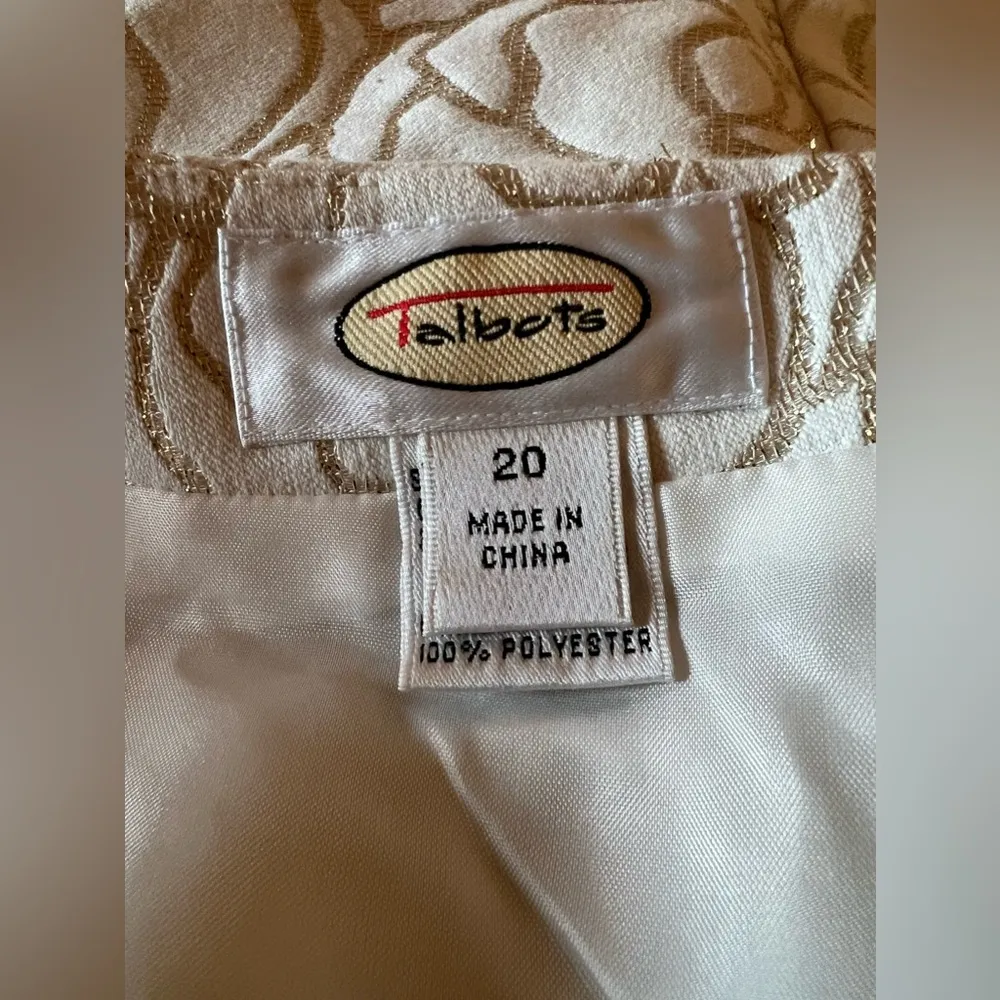 Talbots
20
MADE IN
CHINA
100% POLYESTER